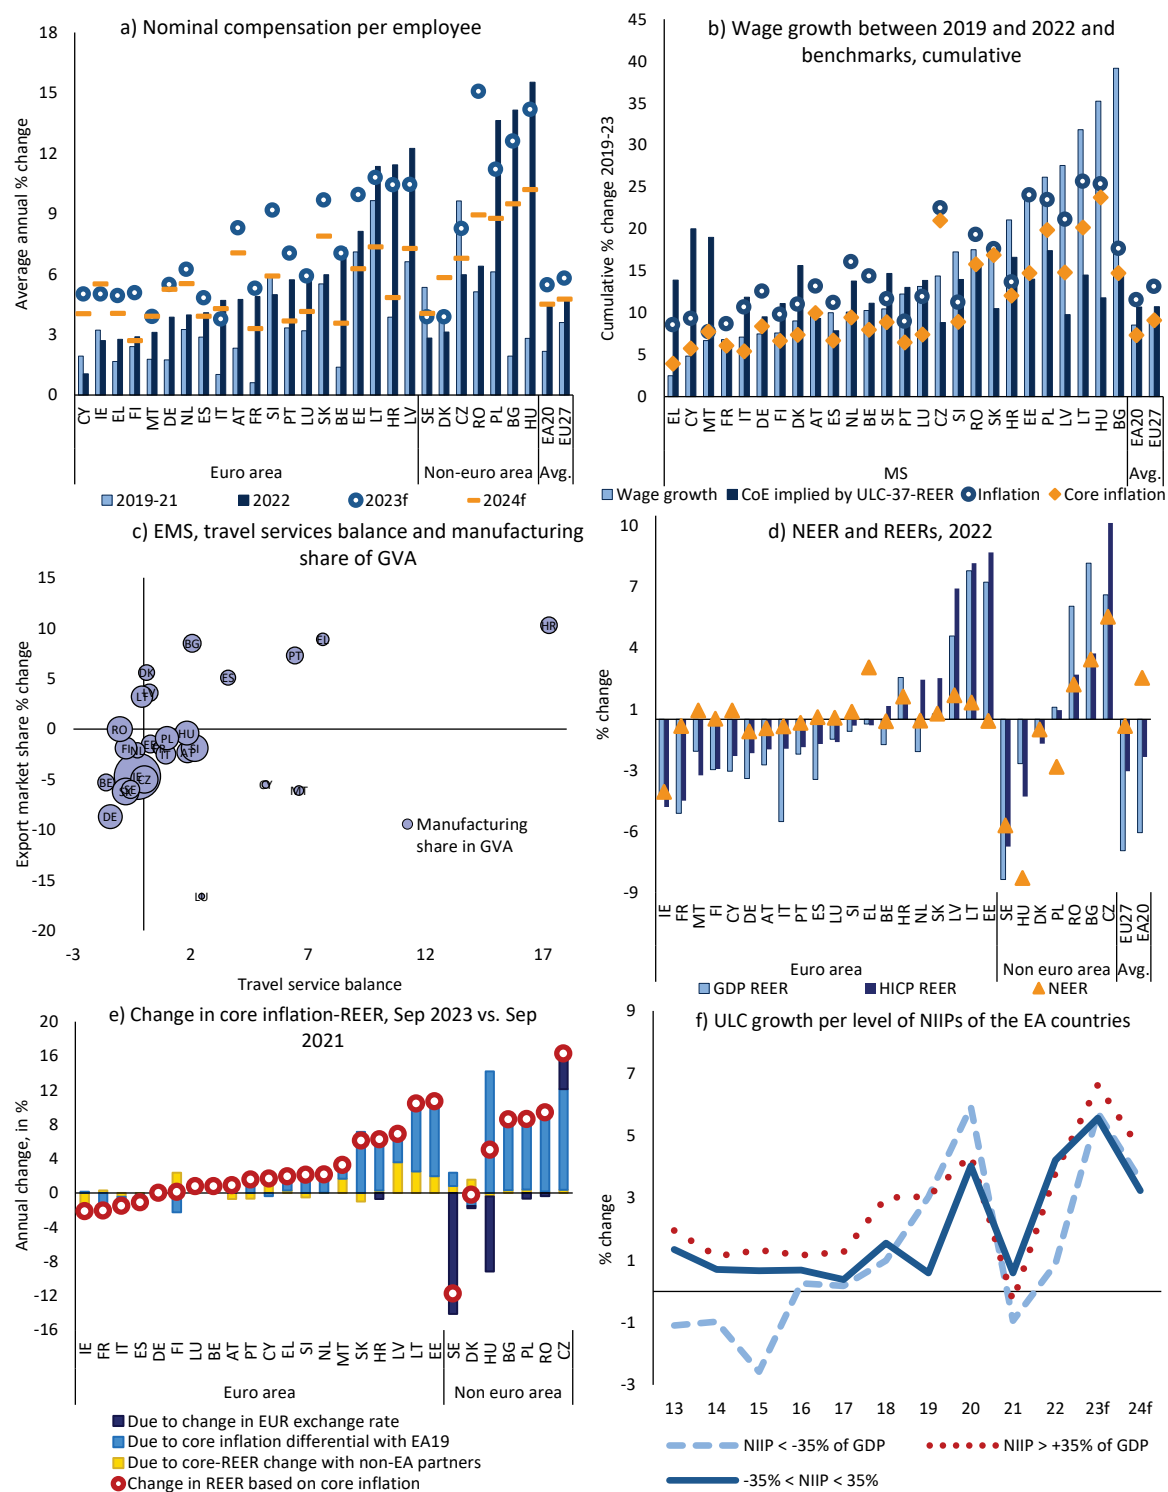 a) Nominal compensation per employee
Average annual % change
18
15
12
9
6
3
0
CY IE EL FI MT DE NL ES IT AT FR SI PT LU SK BE EE LT HR LV SE DK CZ RO PL BG HU EA20 EU27
Euro area Non-euro area Avg.
2019-21 2022 2023f 2024f
b) Wage growth between 2019 and 2022 and
benchmarks, cumulative
Cumulative % change 2019-23
45
40
35
30
25
20
15
10
5
0
EL CY MT FR IT DE FI DK AT ES NL BE SE PT LU CZ SI RO SK HR EE PL LV LT HU BG EA20 EU27
MS Avg.
Wage growth CoE implied by ULC-37-REER Inflation Core inflation
c) EMS, travel services balance and manufacturing
share of GVA
Export market share % change
15
10
5
0
-5
-10
-15
-20
HR
EL
BG
PT
ES
DK
LV
LT
RO
HU
PL
FI
NL
EE
FR
IT
AT
SI
IE
CZ
BE
SK
SE
CY
MT
DE
LU
Manufacturing
share in GVA
-3 2 7 12 17
Travel service balance
d) NEER and REERs, 2022
% change
10
7
4
1
-3
-6
-9
IE FR MT FI CY DE AT IT PT ES LU SI EL BE HR NL SK LV LT EE SE HU DK PL RO BG CZ EU27 EA20
Euro area Non euro area Avg.
GDP REER HICP REER NEER
e) Change in core inflation-REER, Sep 2023 vs. Sep
2021
Annual change, in %
20
16
12
8
4
0
-4
-8
-12
-16
IE FR IT ES DE FI LU BE AT PT CY EL SI NL MT SK HR LV LT EE SE DK HU BG PL RO CZ
Euro area Non euro area
Due to change in EUR exchange rate
Due to core inflation differential with EA19
Due to core-REER change with non-EA partners
Change in REER based on core inflation
f) ULC growth per level of NIIPs of the EA countries
% change
9
7
5
3
1
-1
-3
13 14 15 16 17 18 19 20 21 22 23f 24f
NIIP < -35% of GDP NIIP > +35% of GDP
-35% < NIIP < 35%